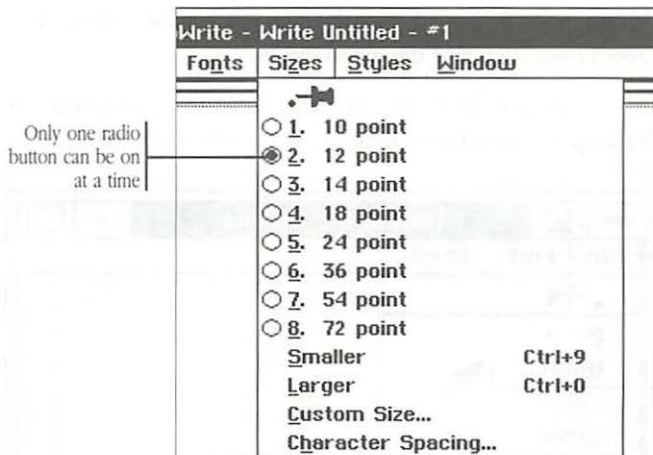 Write - Write Untitled - #1
Fonts Sizes Styles Window
Only one radio
button can be on
at a time
1. 10 point
2. 12 point
3. 14 point
4. 18 point
5. 24 point
6. 36 point
7. 54 point
8. 72 point
Smaller Ctrl+9
Larger Ctrl+0
Custom Size...
Character Spacing...